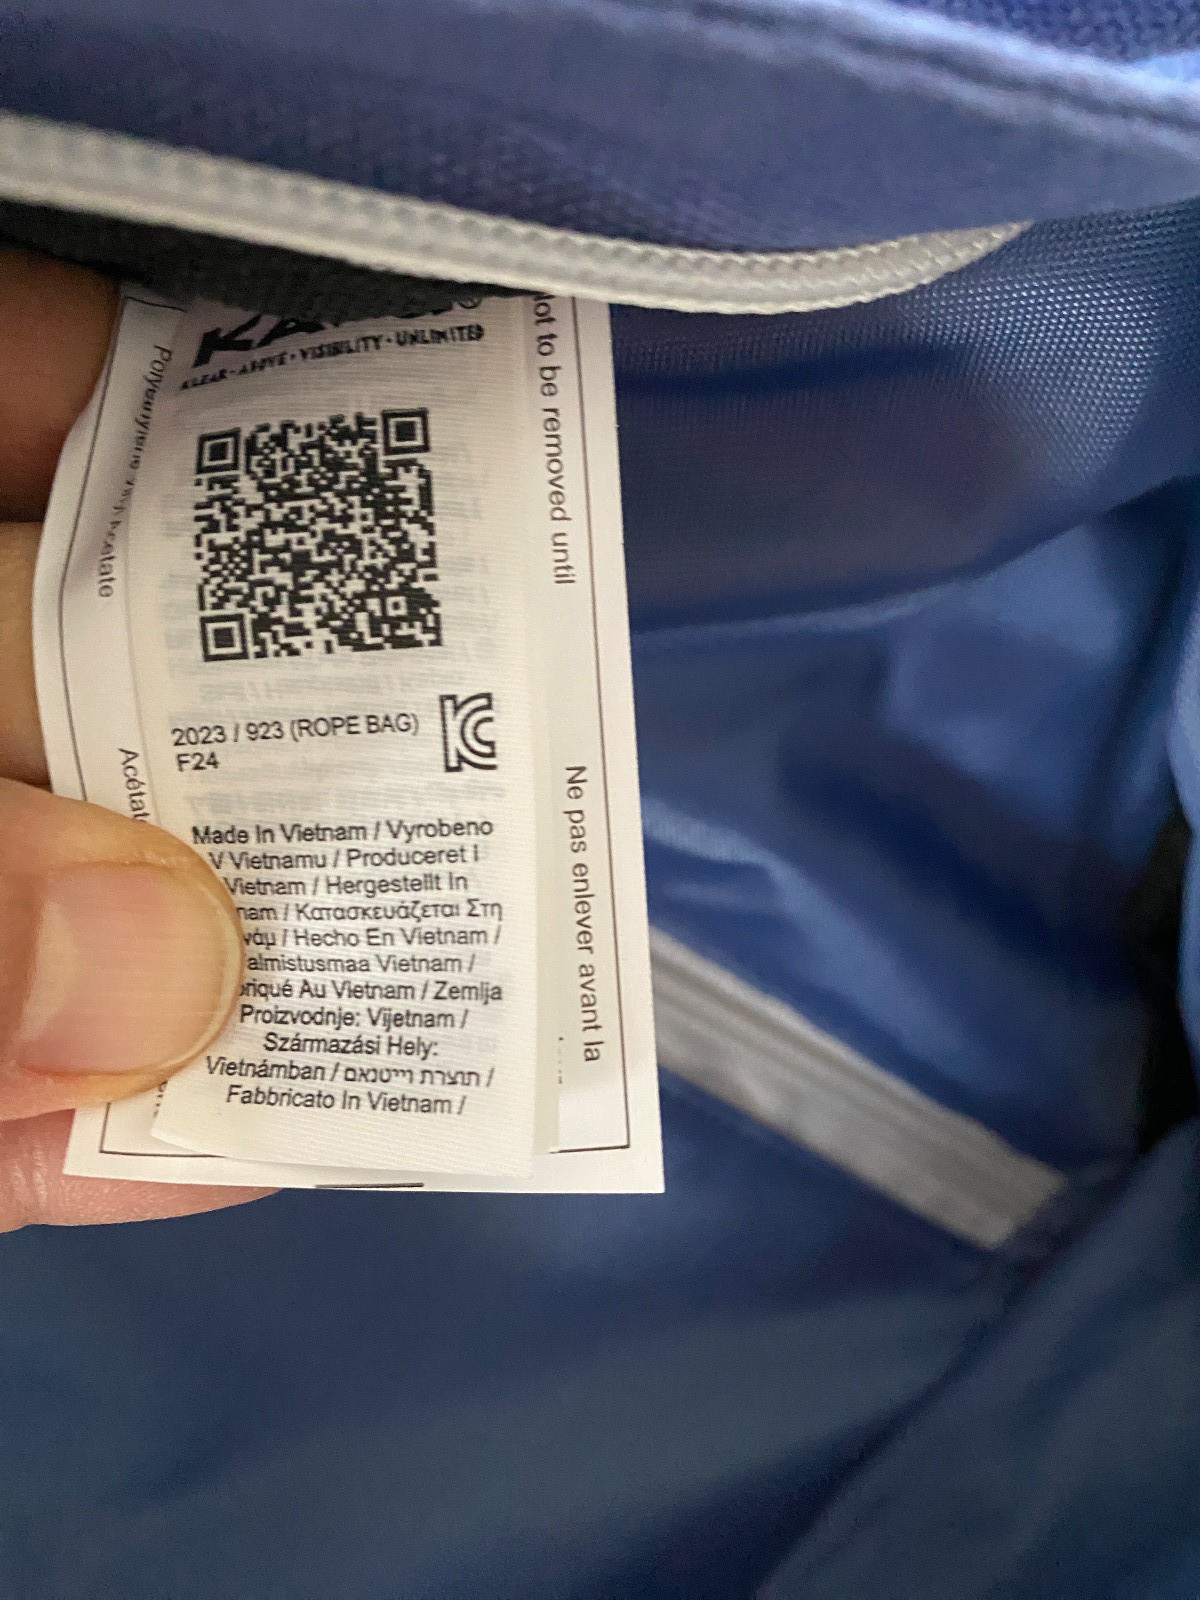 KLEAR · ABOVE · VISIBILITY · UNLIMITED
2023 / 923 (ROPE BAG)
F24
Made In Vietnam / Vyrobeno
V Vietnamu / Produceret I
Vietnam / Hergestellt In
/ Κατασκευάζεται Στη
/ Hecho En Vietnam /
Vietnam /
Au Vietnam / Zemlja
Proizvodnje: Vijetnam /
Származási Hely:
Vietnámban / תוצרת וייטנאם /
Fabbricato In Vietnam /
to be removed until
Ne pas enlever avant la